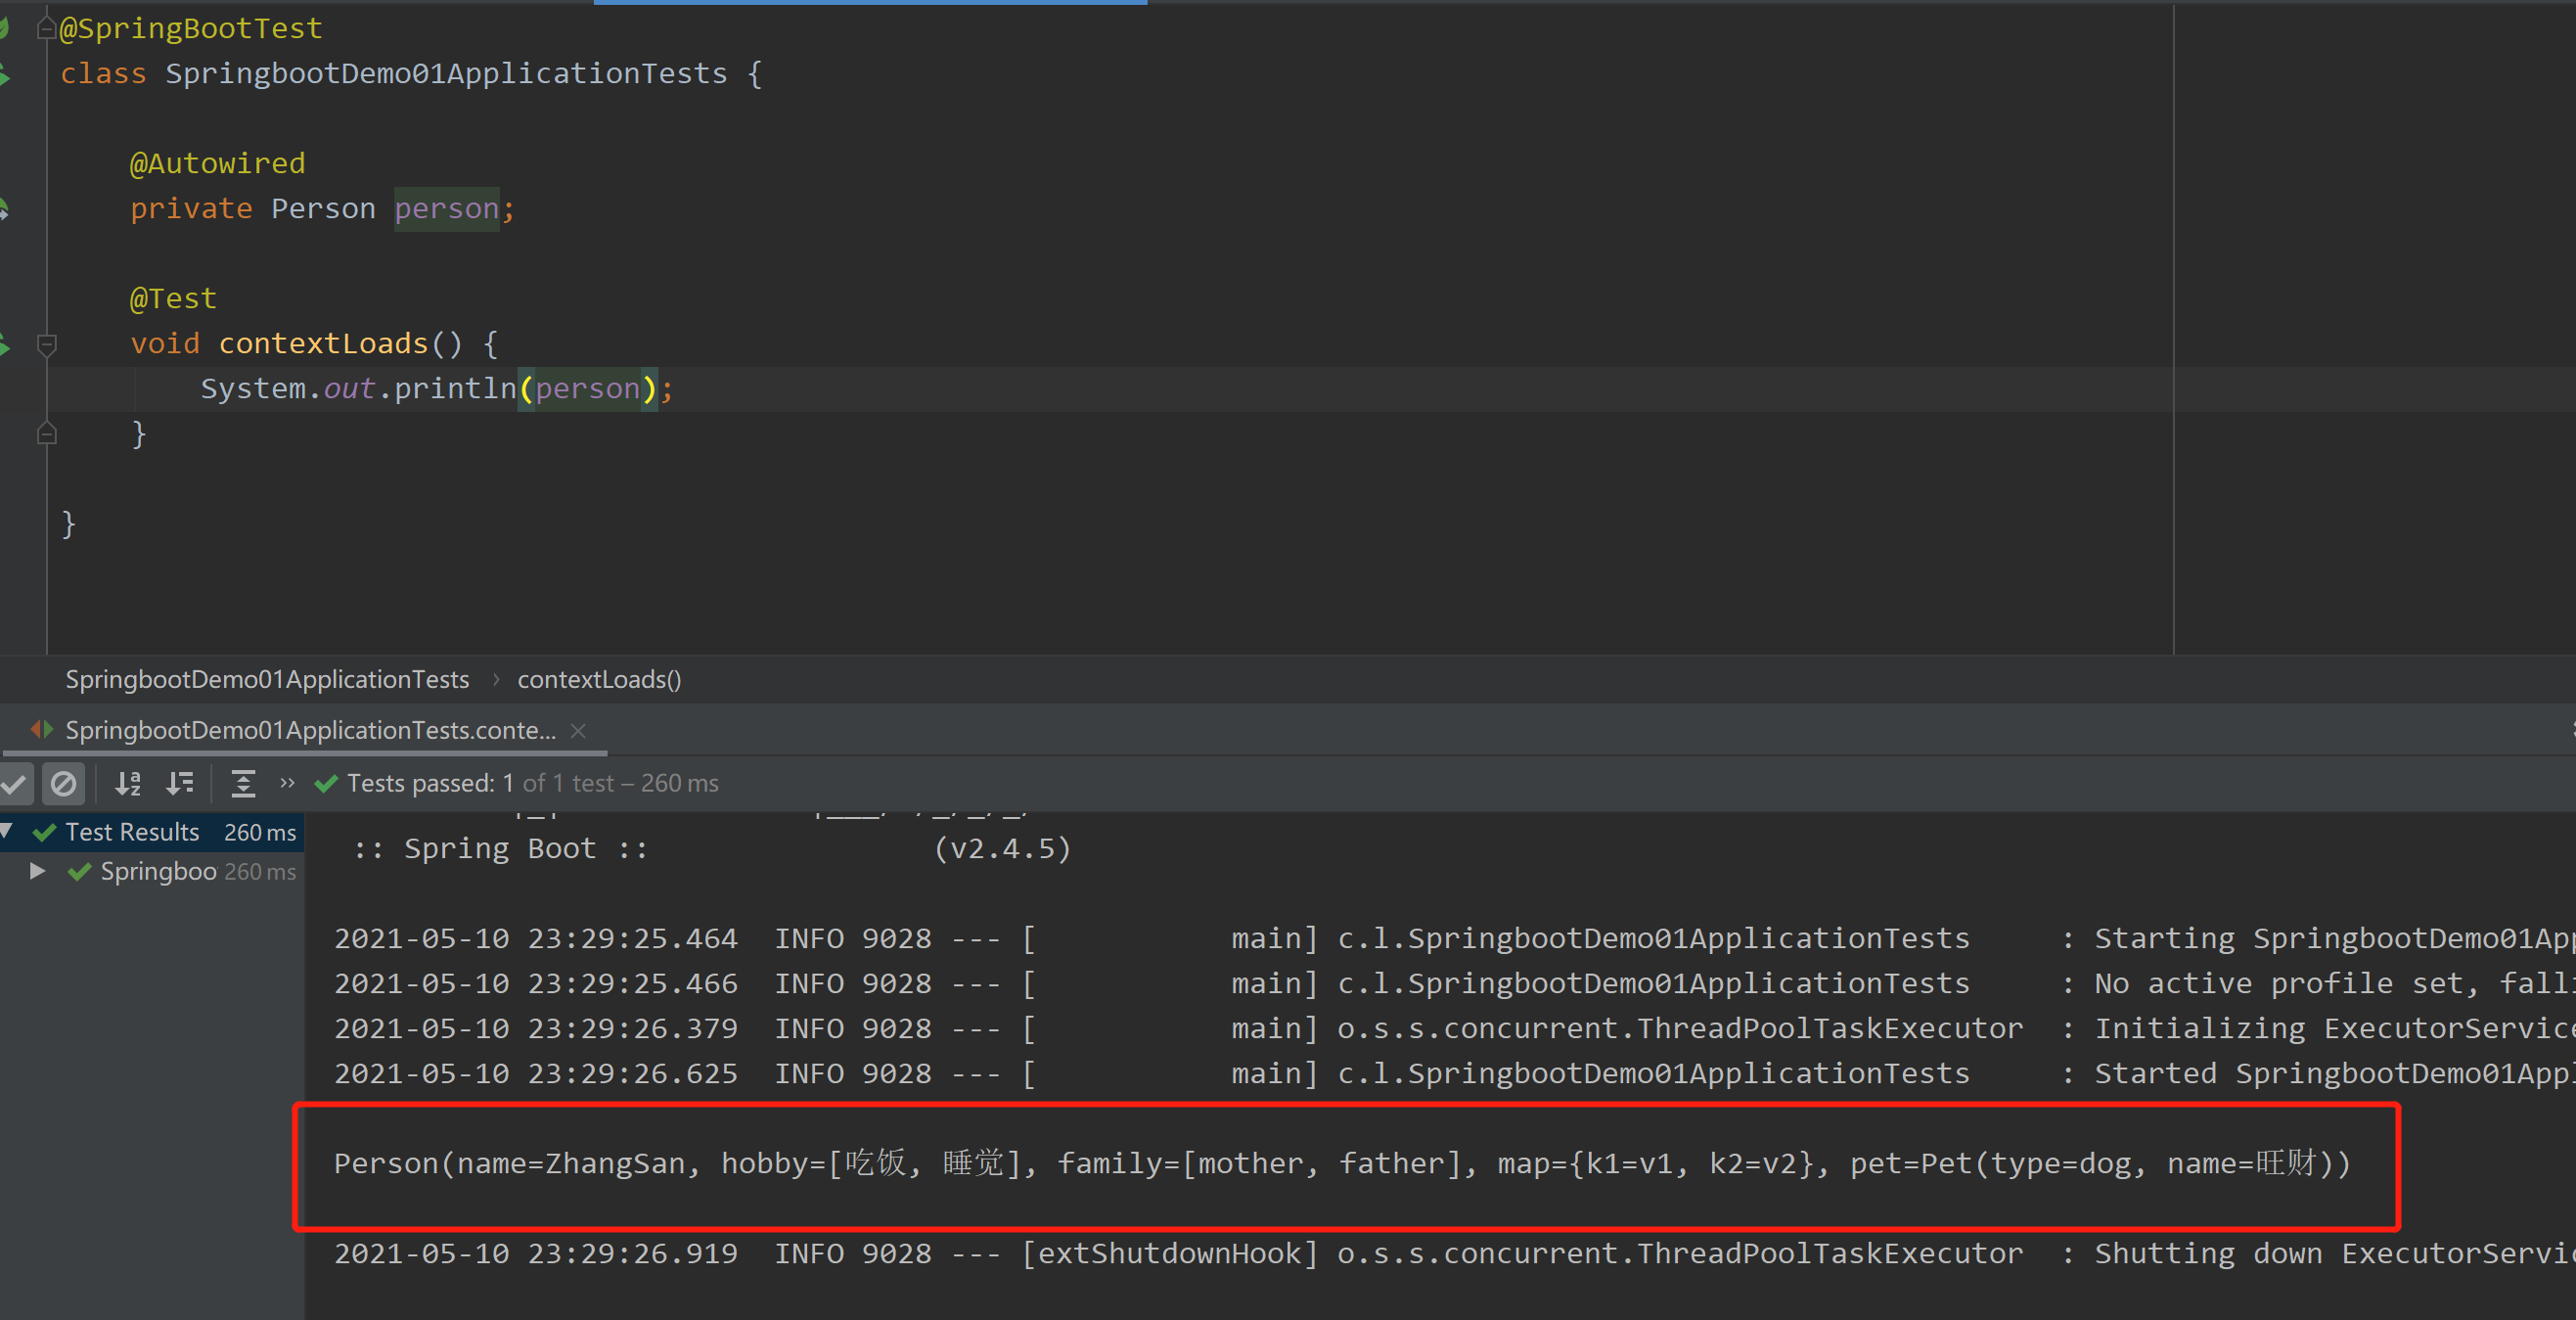 @SpringBootTest
class SpringbootDemo01ApplicationTests {
@Autowired
private Person person;
@Test
void contextLoads() {
System.out.println(person);
}
}
SpringbootDemo01ApplicationTests › contextLoads()
SpringbootDemo01ApplicationTests.conte... ×
» Tests passed: 1 of 1 test – 260 ms
Test Results 260 ms
Springboo 260 ms
:: Spring Boot :: (v2.4.5)
2021-05-10 23:29:25.464 INFO 9028 --- [ main] c.l.SpringbootDemo01ApplicationTests : Starting SpringbootDemo01App
2021-05-10 23:29:25.466 INFO 9028 --- [ main] c.l.SpringbootDemo01ApplicationTests : No active profile set, falli
2021-05-10 23:29:26.379 INFO 9028 --- [ main] o.s.s.concurrent.ThreadPoolTaskExecutor : Initializing ExecutorService
2021-05-10 23:29:26.625 INFO 9028 --- [ main] c.l.SpringbootDemo01ApplicationTests : Started SpringbootDemo01Appl
Person(name=ZhangSan, hobby=[吃饭, 睡觉], family=[mother, father], map={k1=v1, k2=v2}, pet=Pet(type=dog, name=旺财))
2021-05-10 23:29:26.919 INFO 9028 --- [extShutdownHook] o.s.s.concurrent.ThreadPoolTaskExecutor : Shutting down ExecutorServic